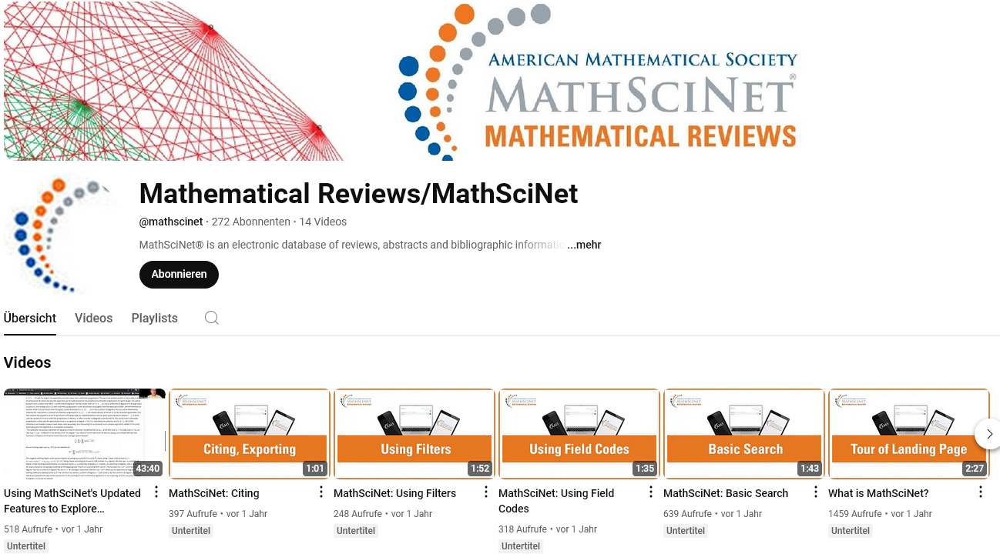 AMERICAN MATHEMATICAL SOCIETY
MATHSCINET®
MATHEMATICAL REVIEWS
Mathematical Reviews/MathSciNet
@mathscinet • 272 Abonnenten • 14 Videos
MathSciNet® is an electronic database of reviews, abstracts and bibliographic informatio ...mehr
Abonnieren
Übersicht Videos Playlists
Videos
43:40
Citing, Exporting
1:01
Using Filters
1:52
Using Field Codes
1:35
Basic Search
1:43
Tour of Landing Page
2:27
Using MathSciNet's Updated
Features to Explore...
518 Aufrufe • vor 1 Jahr
Untertitel
MathSciNet: Citing
397 Aufrufe • vor 1 Jahr
Untertitel
MathSciNet: Using Filters
248 Aufrufe • vor 1 Jahr
Untertitel
MathSciNet: Using Field
Codes
318 Aufrufe • vor 1 Jahr
Untertitel
MathSciNet: Basic Search
639 Aufrufe • vor 1 Jahr
Untertitel
What is MathSciNet?
1459 Aufrufe • vor 1 Jahr
Untertitel